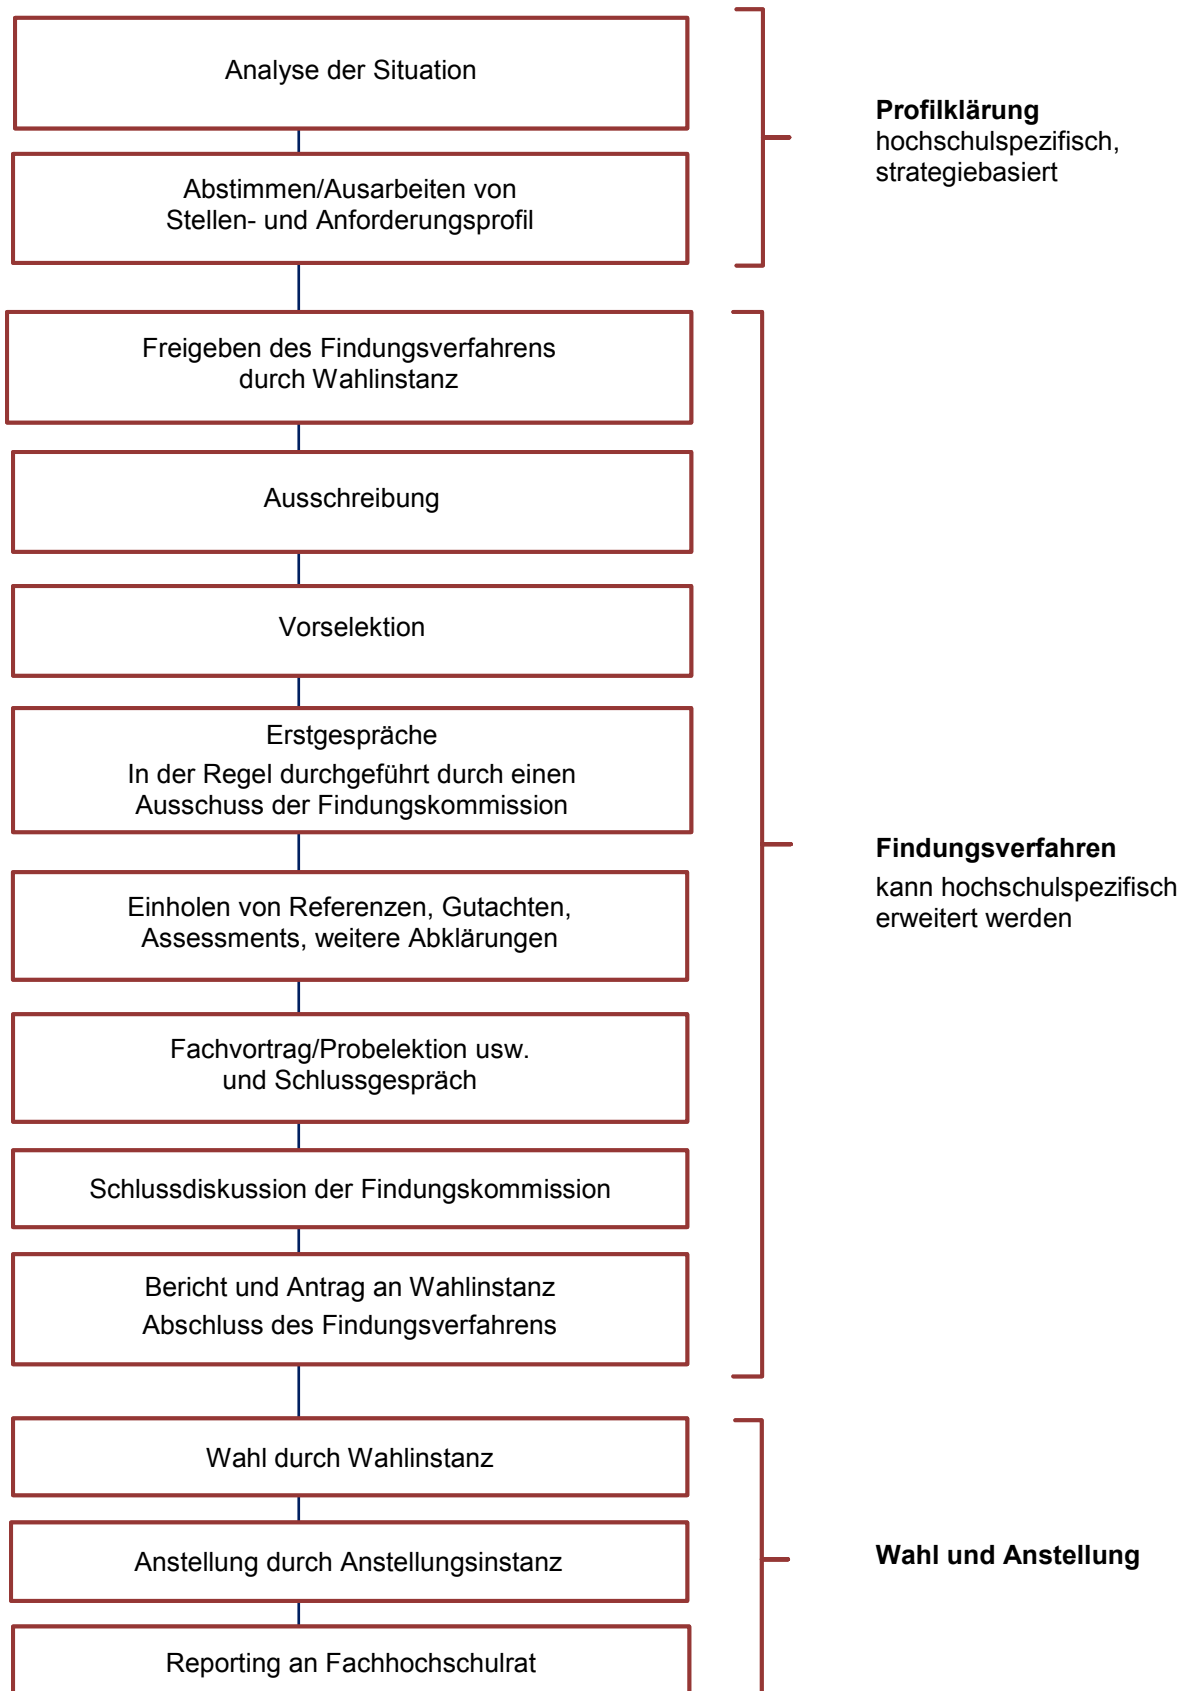 Analyse der Situation
Abstimmen/Ausarbeiten von
Stellen- und Anforderungsprofil
Profilklärung
hochschulspezifisch,
strategiebasiert
Freigeben des Findungsverfahrens
durch Wahlinstanz
Ausschreibung
Vorselektion
Erstgespräche
In der Regel durchgeführt durch einen
Ausschuss der Findungskommission
Einholen von Referenzen, Gutachten,
Assessments, weitere Abklärungen
Fachvortrag/Probelektion usw.
und Schlussgespräch
Schlussdiskussion der Findungskommission
Bericht und Antrag an Wahlinstanz
Abschluss des Findungsverfahrens
Findungsverfahren
kann hochschulspezifisch
erweitert werden
Wahl durch Wahlinstanz
Anstellung durch Anstellungsinstanz
Reporting an Fachhochschulrat
Wahl und Anstellung